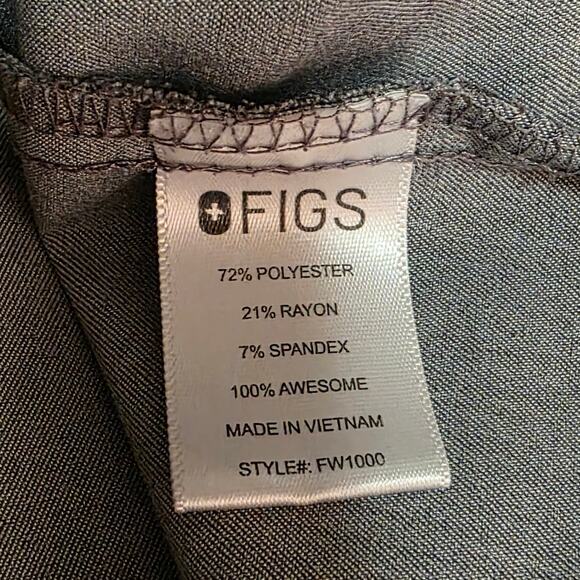 FIGS
72% POLYESTER
21% RAYON
7% SPANDEX
100% AWESOME
MADE IN VIETNAM
STYLE#: FW1000